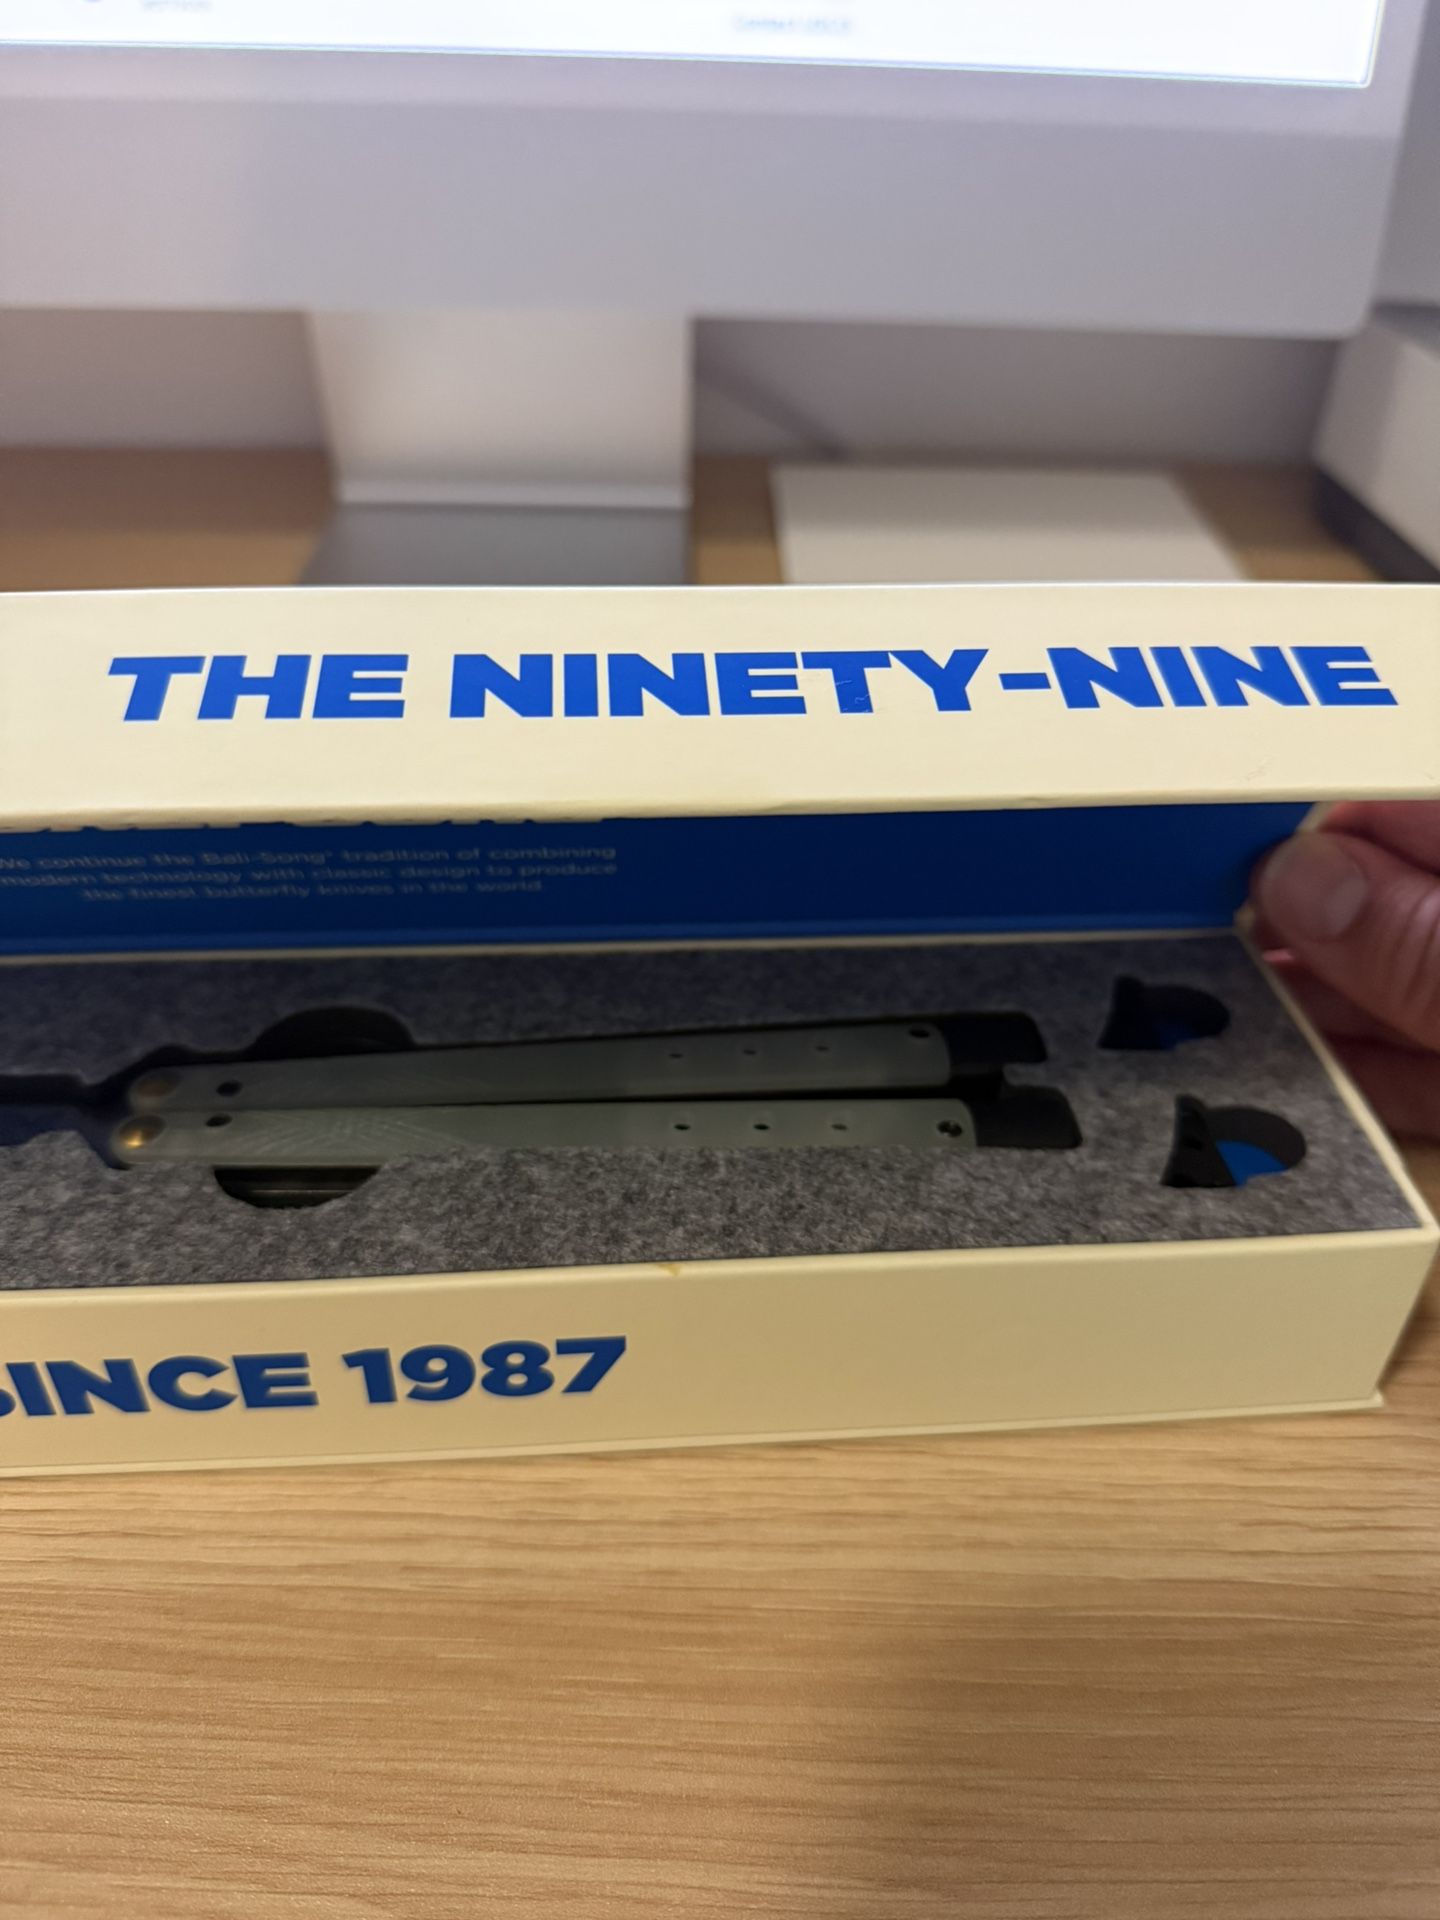 THE NINETY-NINE
We continue the Bali-Song® tradition of combining
modern technology with classic design to produce
the finest butterfly knives in the world
SINCE 1987